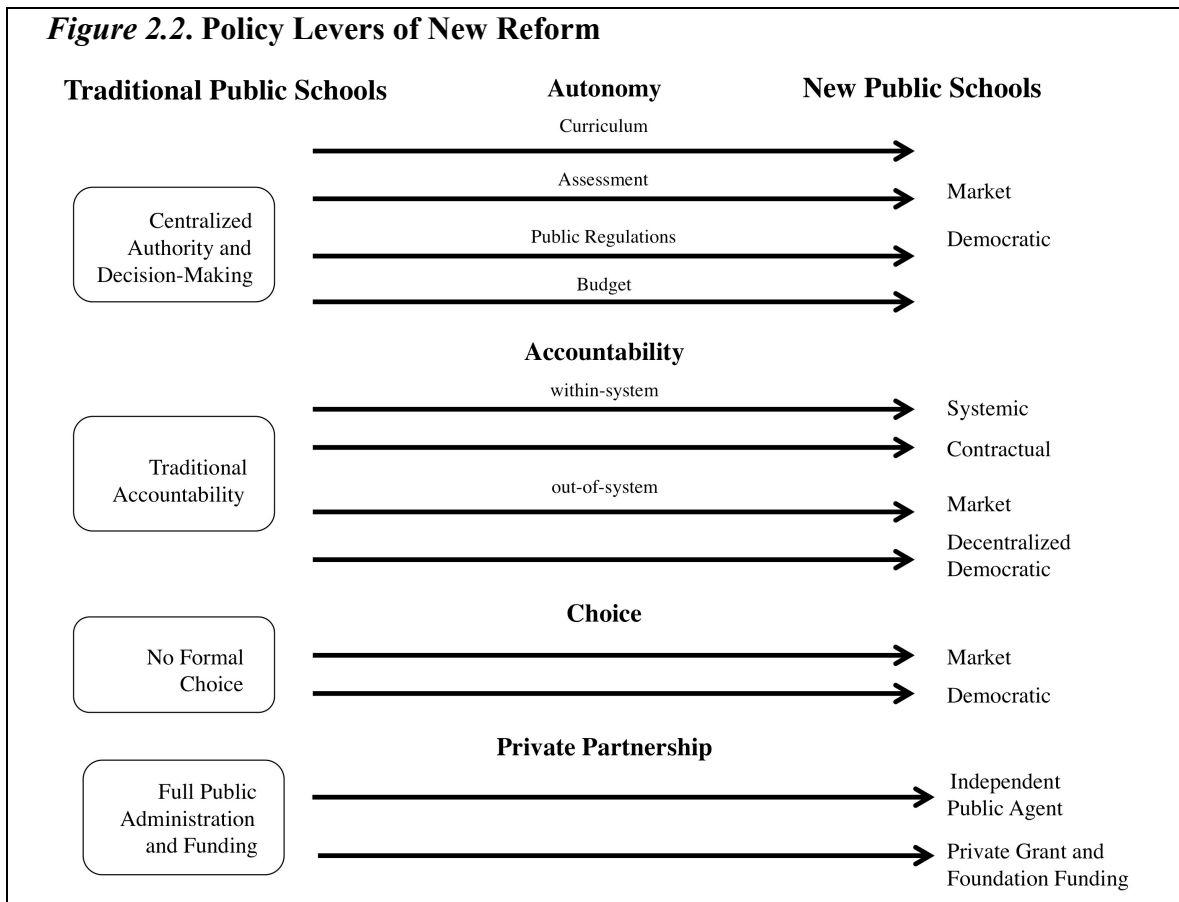 Figure 2.2. Policy Levers of New Reform
Traditional Public Schools
Autonomy
New Public Schools
Curriculum
Assessment
Public Regulations
Budget
Centralized
Authority and
Decision-Making
Market
Democratic
Accountability
within-system
out-of-system
Traditional
Accountability
Systemic
Contractual
Market
Decentralized
Democratic
Choice
No Formal
Choice
Market
Democratic
Private Partnership
Full Public
Administration
and Funding
Independent
Public Agent
Private Grant and
Foundation Funding